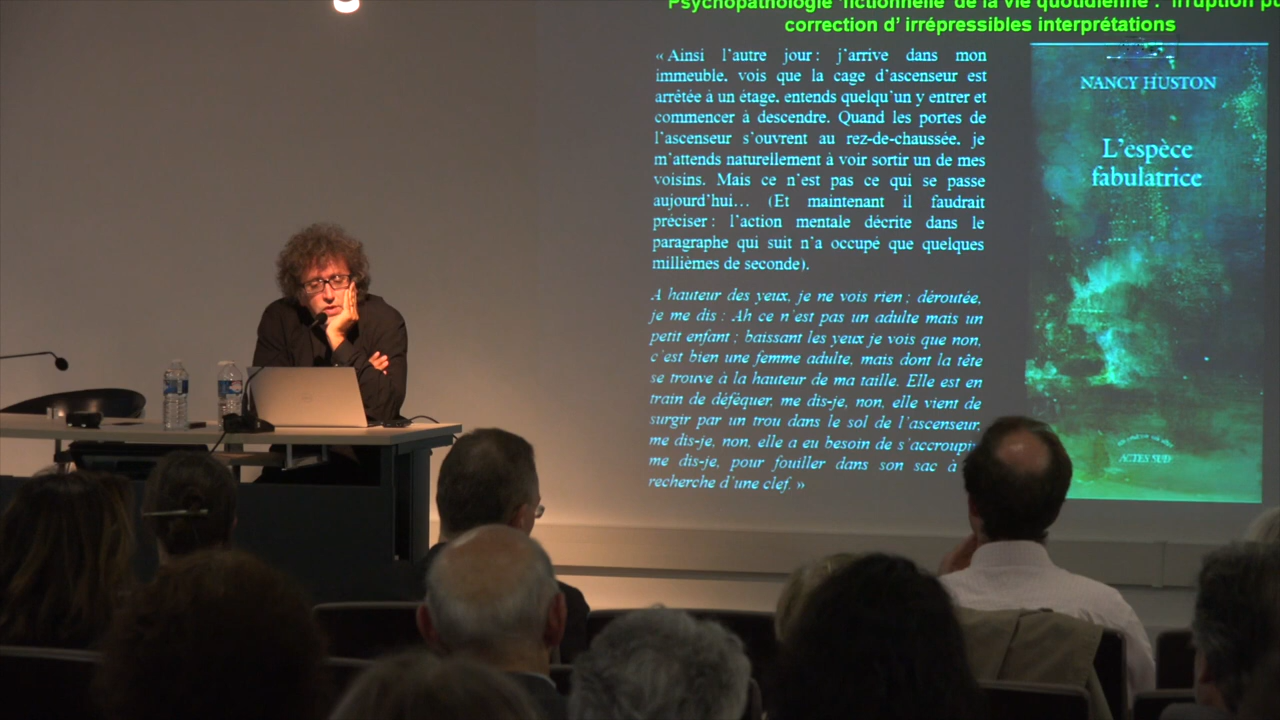 Psychopathologie 'fictionnelle' de la vie quotidienne : irruption pu
correction d' irrépressibles interprétations
« Ainsi l'autre jour : j'arrive dans mon
immeuble, vois que la cage d'ascenseur est
arrêtée à un étage, entends quelqu'un y entrer et
commencer à descendre. Quand les portes de
l'ascenseur s'ouvrent au rez-de-chaussée, je
m'attends naturellement à voir sortir un de mes
voisins. Mais ce n'est pas ce qui se passe
aujourd'hui… (Et maintenant il faudrait
préciser : l'action mentale décrite dans le
paragraphe qui suit n'a occupé que quelques
millièmes de seconde).
A hauteur des yeux, je ne vois rien ; déroutée,
je me dis : Ah ce n'est pas un adulte mais un
petit enfant ; baissant les yeux je vois que non,
c'est bien une femme adulte, mais dont la tête
se trouve à la hauteur de ma taille. Elle est en
train de déféquer, me dis-je, non, elle vient de
surgir par un trou dans le sol de l'ascenseur,
me dis-je, non, elle a eu besoin de s'accroupir
me dis-je, pour fouiller dans son sac à
recherche d'une clef. »
NANCY HUSTON
L'espèce
fabulatrice
ACTES SUD